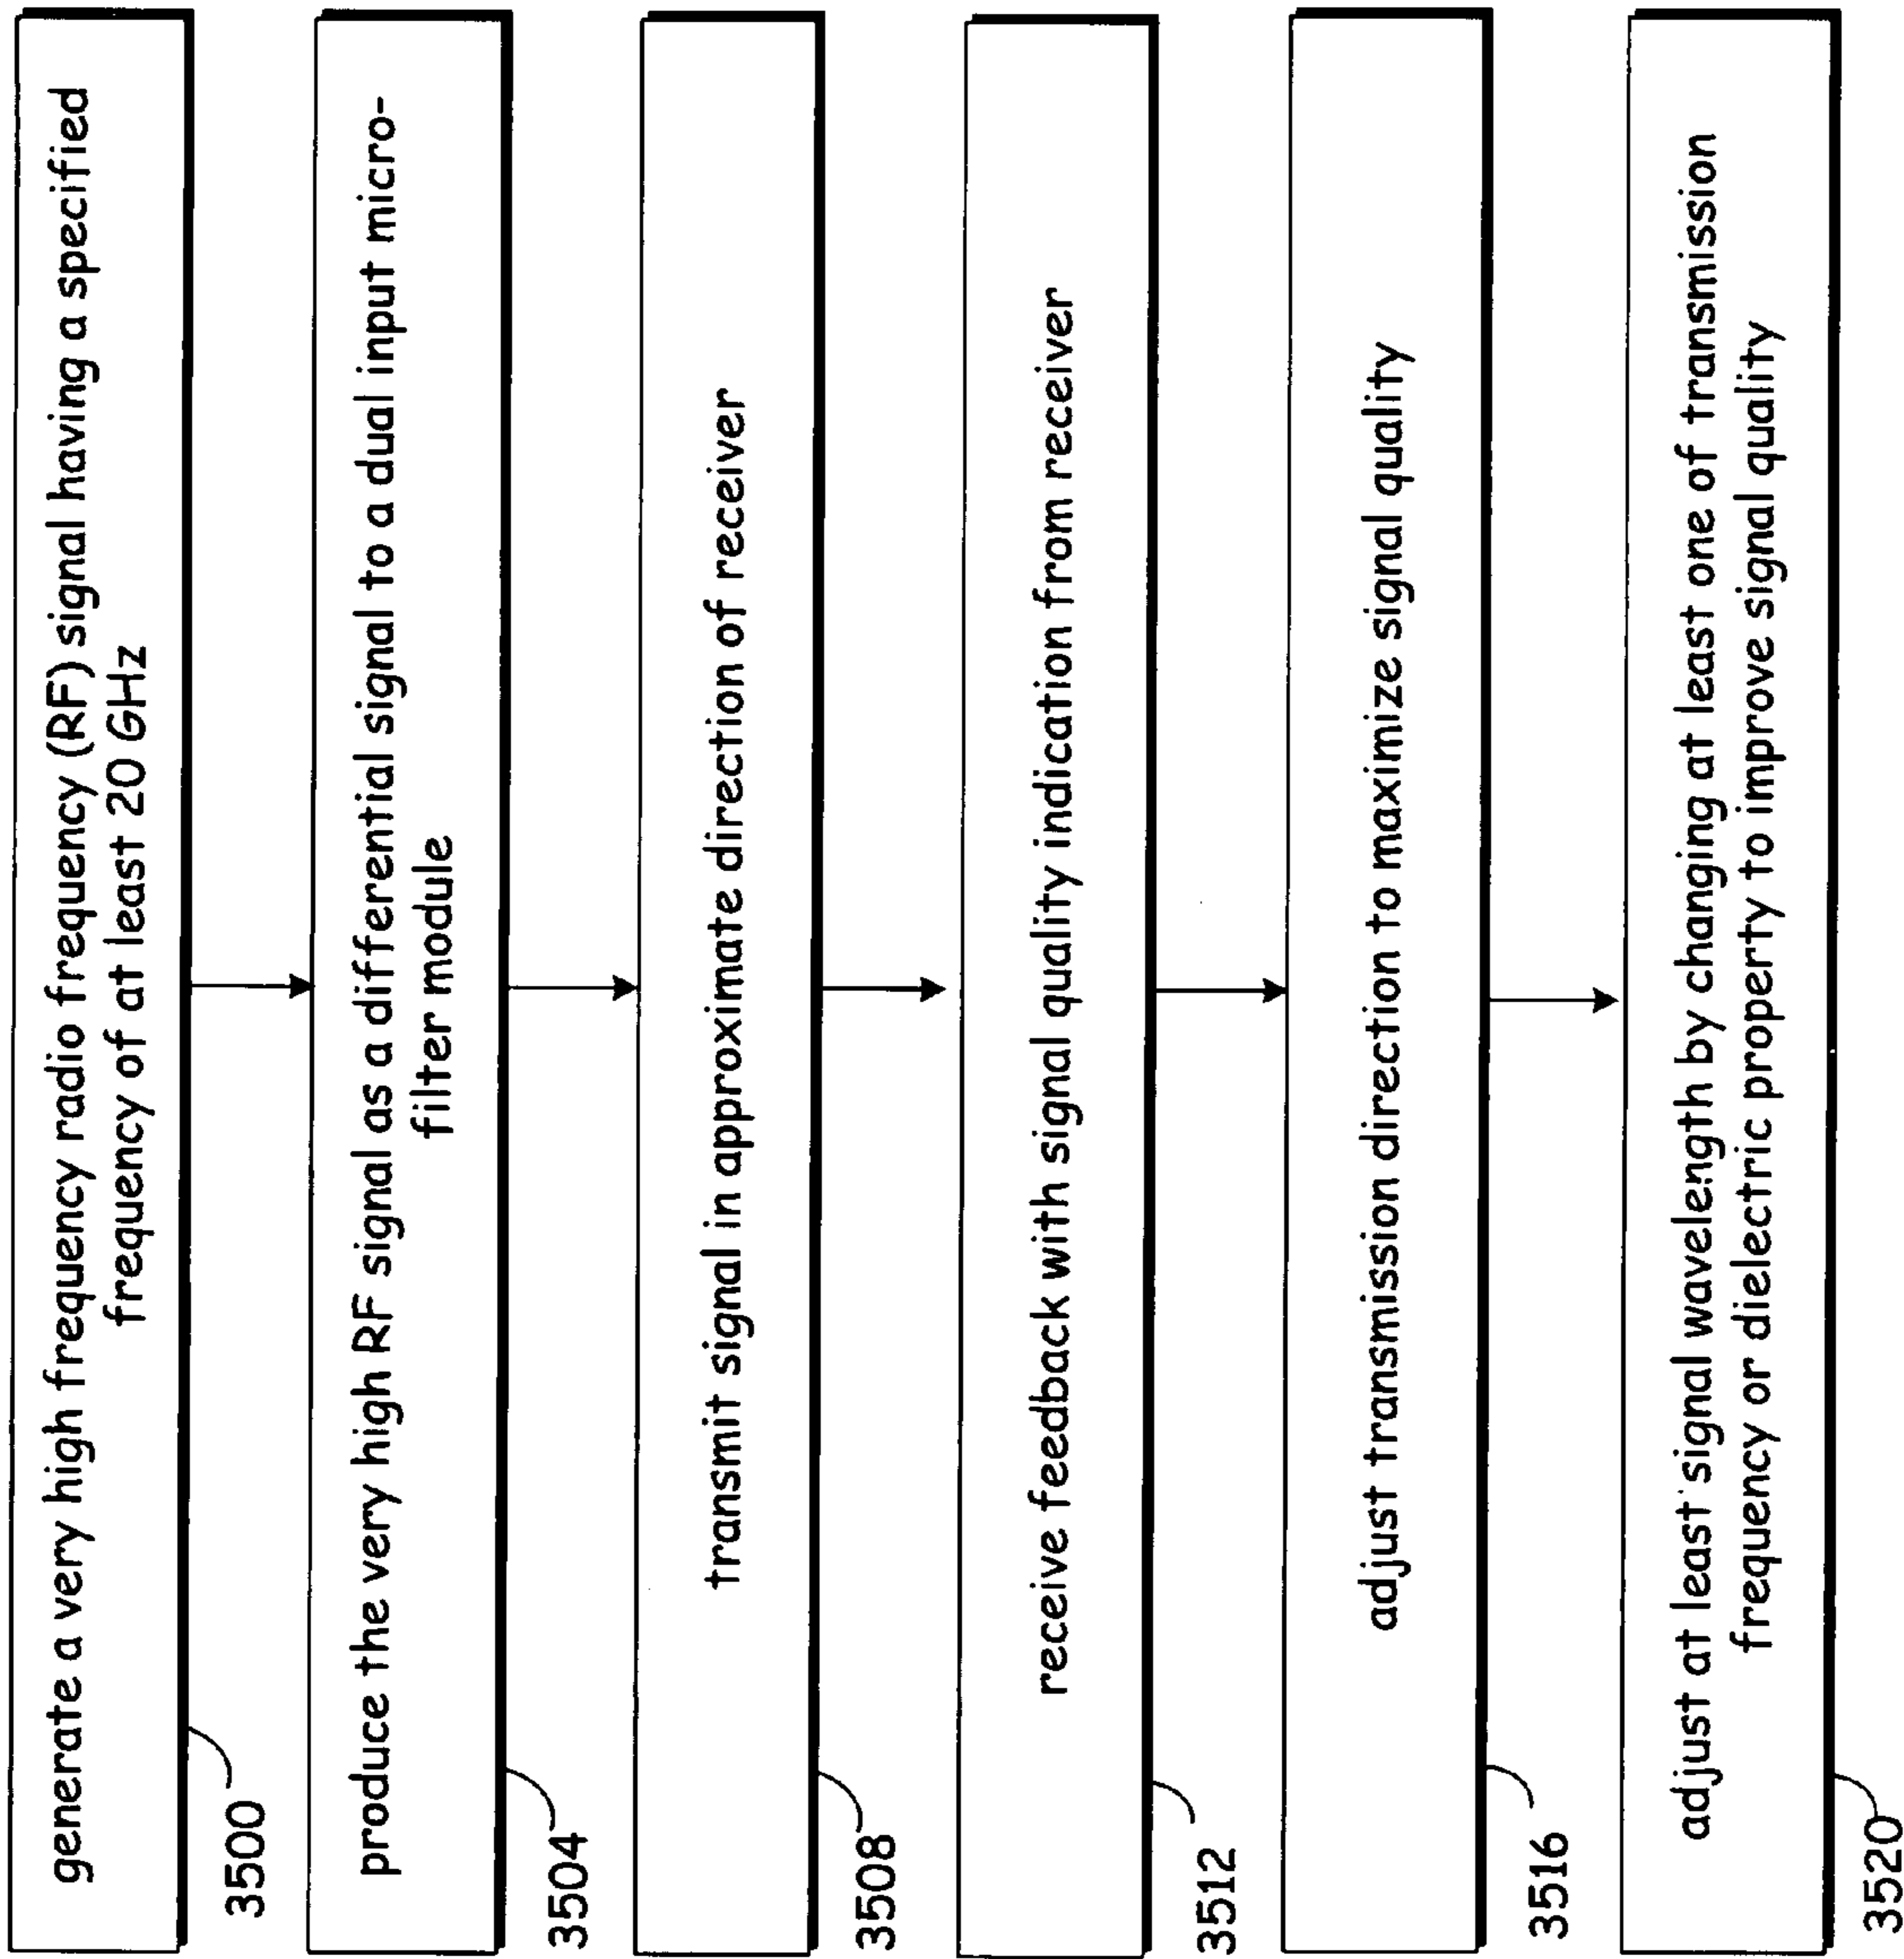 generate a very high frequency radio frequency (RF) signal having a specified
frequency of at least 20 GHz
3500
produce the very high RF signal as a differential signal to a dual input micro-
filter module
3504
transmit signal in approximate direction of receiver
3508
receive feedback with signal quality indication from receiver
3512
adjust transmission direction to maximize signal quality
3516
adjust at least signal wavelength by changing at least one of transmission
frequency or dielectric property to improve signal quality
3520